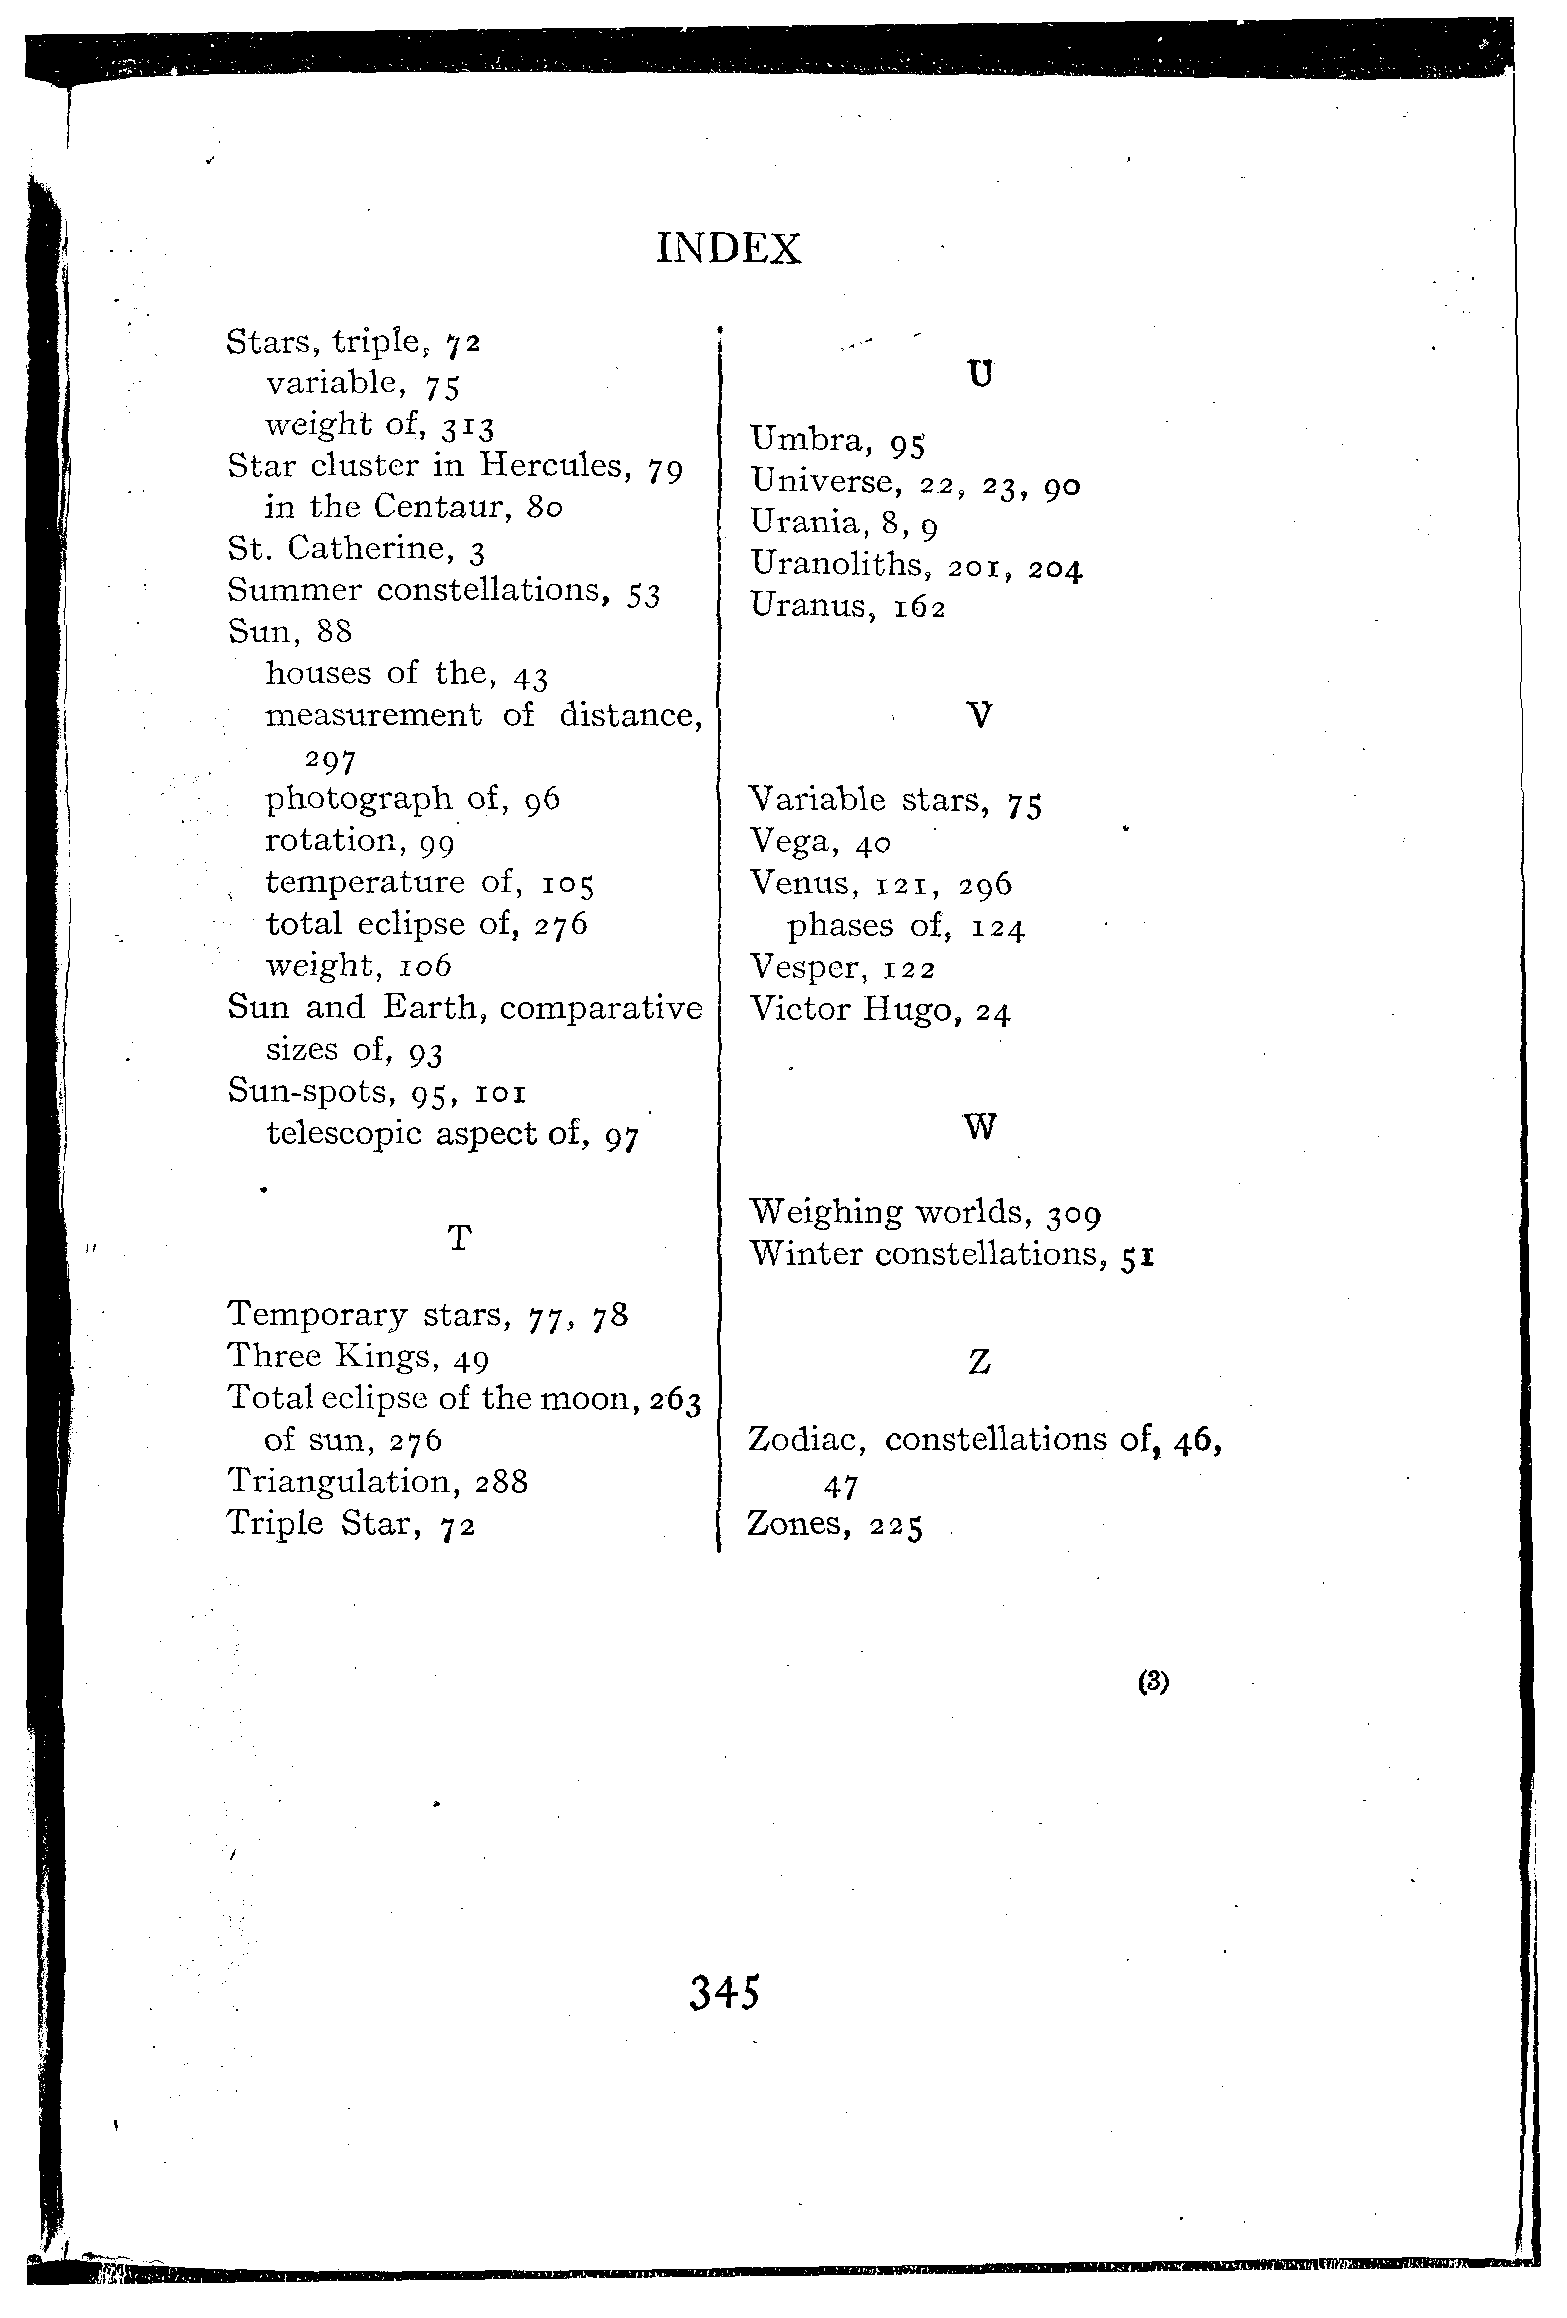 INDEX
Stars, triple, 72
variable, 75
weight of, 313
Star cluster in Hercules, 79
in the Centaur, 80
St. Catherine, 3
Summer constellations, 53
Sun, 88
houses of the, 43
measurement of distance,
297
photograph of, 96
rotation, 99
temperature of, 105
total eclipse of, 276
weight, 106
Sun and Earth, comparative
sizes of, 93
Sun-spots, 95, 101
telescopic aspect of, 97
T
Temporary stars, 77, 78
Three Kings, 49
Total eclipse of the moon, 263
of sun, 276
Triangulation, 288
Triple Star, 72
U
Umbra, 95
Universe, 22, 23, 90
Urania, 8, 9
Uranoliths, 201, 204
Uranus, 162
V
Variable stars, 75
Vega, 40
Venus, 121, 296
phases of, 124
Vesper, 122
Victor Hugo, 24
W
Weighing worlds, 309
Winter constellations, 51
Z
Zodiac, constellations of, 46,
47
Zones, 225
(3)
345